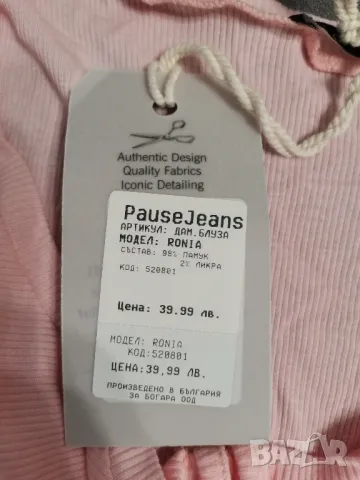 Authentic Design
Quality Fabrics
Iconic Detailing
PauseJeans
АРТИКУЛ: ДАМ.БЛУЗА
МОДЕЛ: RONIA
СЪСТАВ: 98% ПАМУК
2% ЛИКРА
КОД: 520801
Цена: 39.99 лв.
МОДЕЛ: RONIA
КОД:520801
ЦЕНА:39,99 ЛВ.
ПРОИЗВЕДЕНО В БЪЛГАРИЯ
ЗА БОГАРА ООД
BAZAR